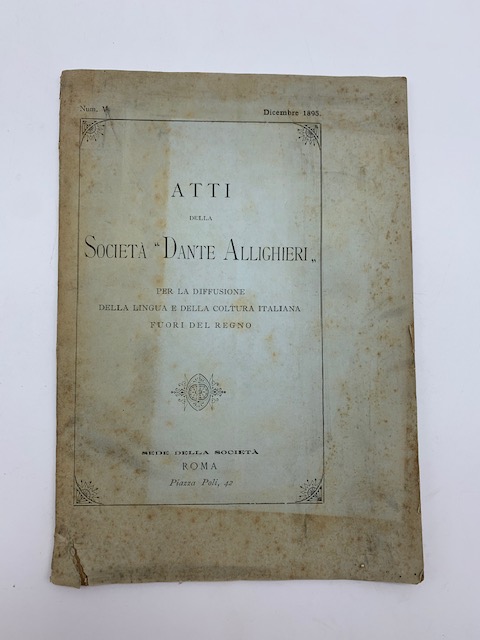 Num. V.
Dicembre 1895.
ATTI
DELLA
SOCIETÀ "DANTE ALLIGHIERI„
PER LA DIFFUSIONE
DELLA LINGUA E DELLA COLTURA ITALIANA
FUORI DEL REGNO
SEDE DELLA SOCIETÀ
ROMA
Piazza Poli, 42